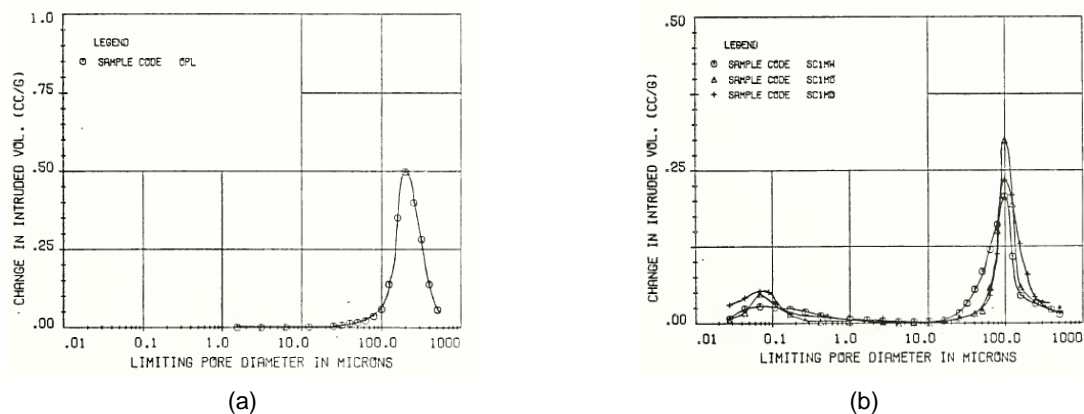 1.0
LEGEND
SAMPLE CODE OPL
.75
.50
.25
.00
CHANGE IN INTRUDED VOL. (CC/G)
.01 0.1 1.0 10.0 100.0 1000
LIMITING PORE DIAMETER IN MICRONS
(a)
.50
LEGEND
SAMPLE CODE SC1MW
SAMPLE CODE SC1MO
SAMPLE CODE SC1MD
.25
.00
CHANGE IN INTRUDED VOL. (CC/G)
.01 0.1 1.0 10.0 100.0 1000
LIMITING PORE DIAMETER IN MICRONS
(b)